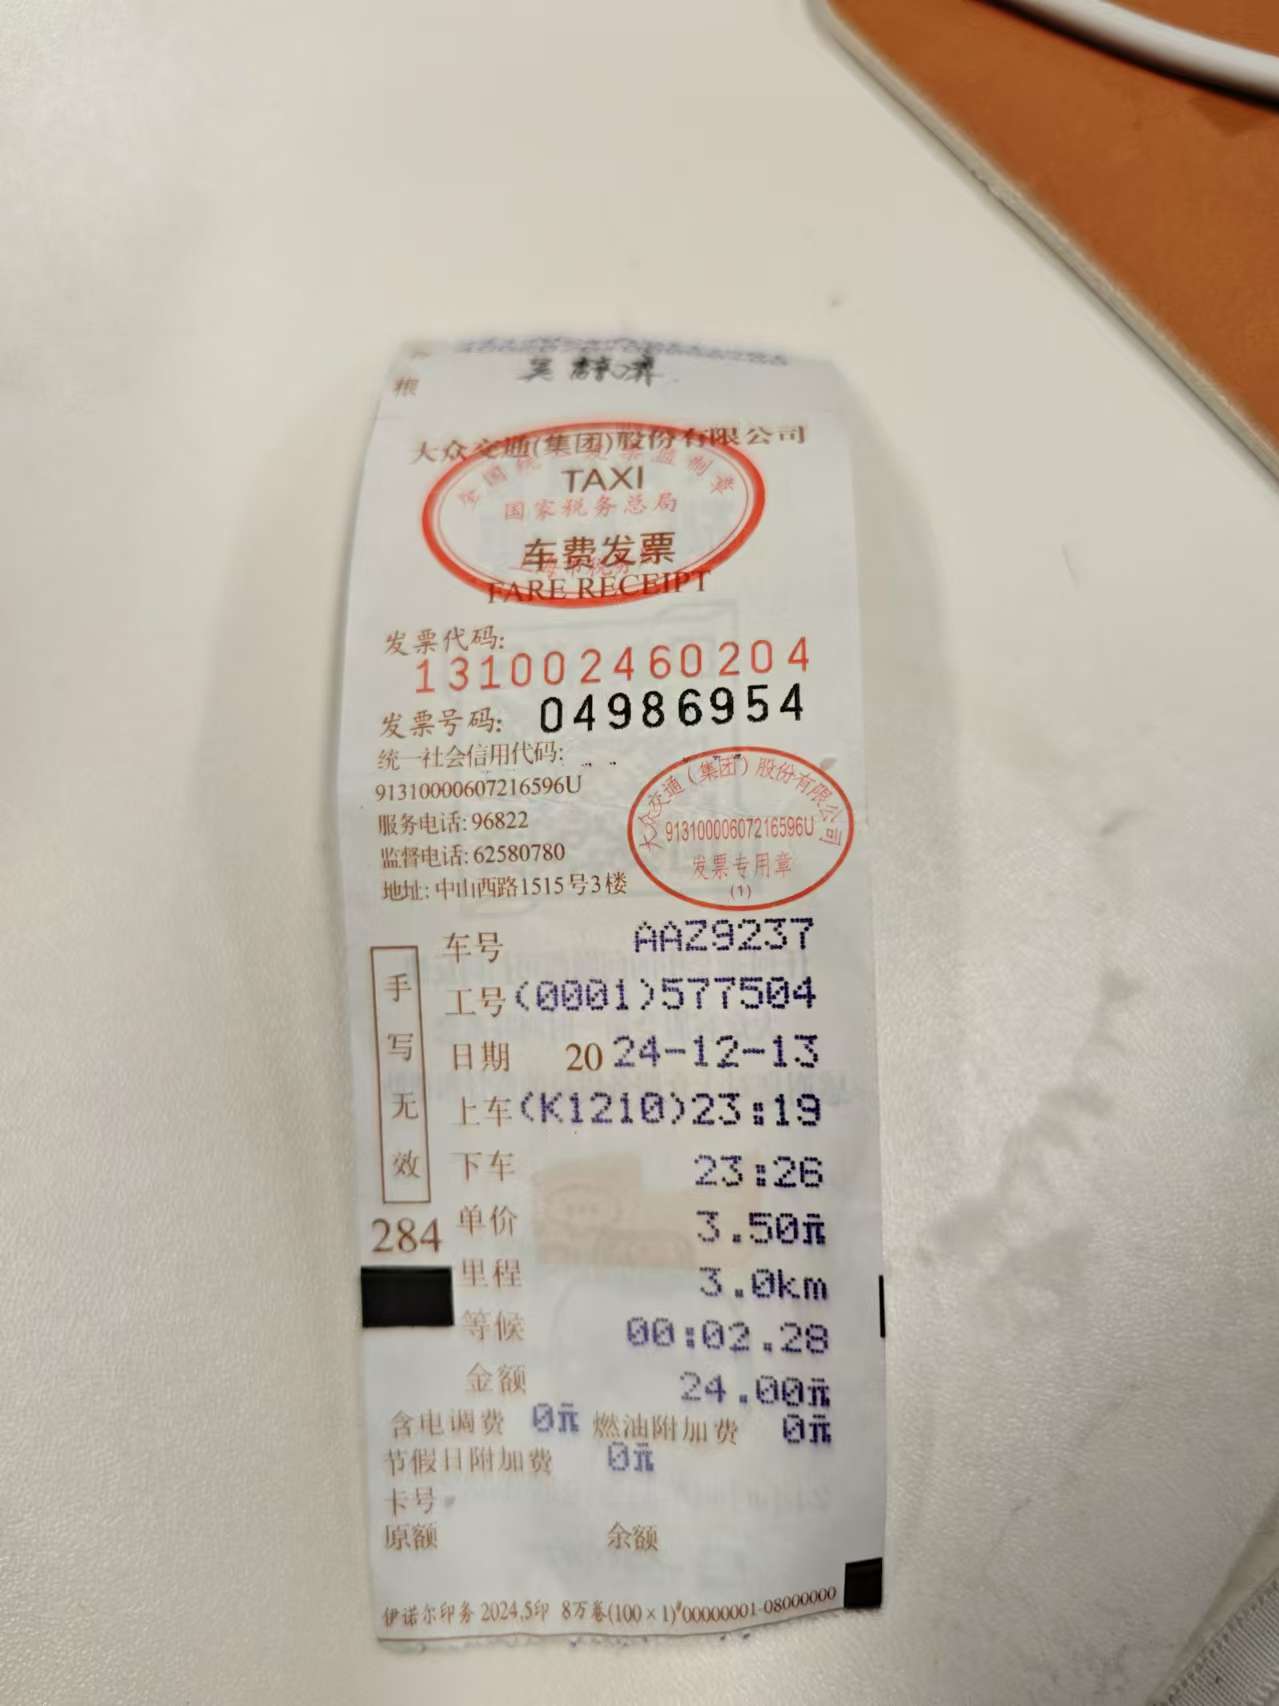 根
大众交通(集团)股份有限公司
TAXI
国家税务总局
车费发票
FARE RECEIPT
发票代码:
131002460204
发票号码: 04986954
统一社会信用代码:
91310000607216596U
服务电话: 96822
监督电话: 62580780
地址: 中山西路1515号3楼
大众交通(集团)股份有限公司
91310000607216596U
发票专用章
(1)
手写无效
284
车号 AAZ9237
工号 (0001)577504
日期 2024-12-13
上车 (K1210)23:19
下车 23:26
单价 3.50元
里程 3.0km
等候 00:02.28
金额 24.00元
含电调费 0元 燃油附加费 0元
节假日附加费 0元
卡号
原额 余额
伊诺尔印务 2024.5印 8万卷(100×1)#00000001-08000000